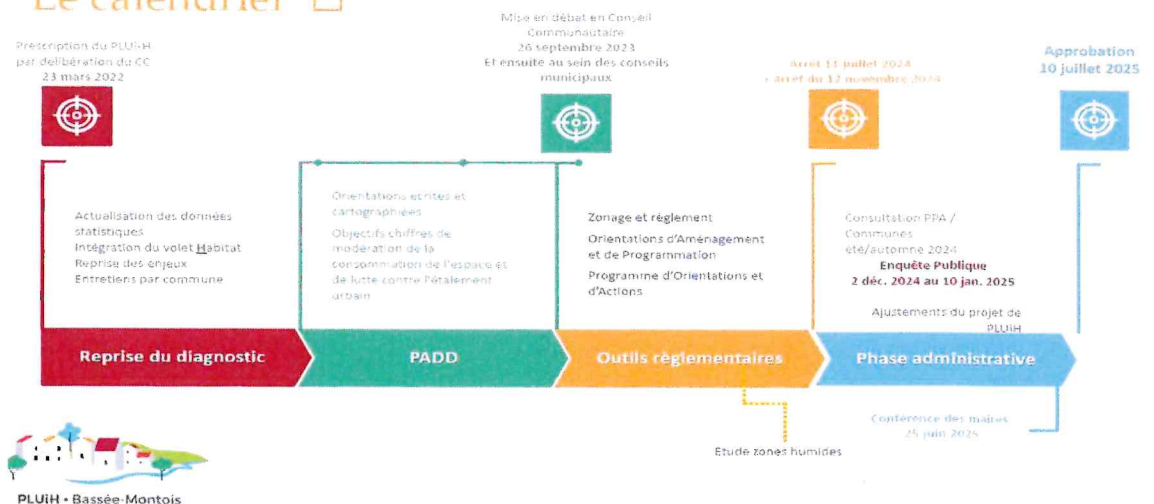 Le calendrier
Prescription du PLUi-H
par délibération du CC
23 mars 2022
Mise en débat en Conseil
Communautaire
26 septembre 2023
Et ensuite au sein des conseils
municipaux
Arrêt 11 juillet 2024
arrêt du 12 novembre 2024
Approbation
10 juillet 2025
Actualisation des données
statistiques
Intégration du volet Habitat
Reprise des enjeux
Entretiens par commune
Orientations écrites et
cartographiées
Objectifs chiffrés de
modération de la
consommation de l'espace et
de lutte contre l'étalement
urbain
Zonage et règlement
Orientations d'Aménagement
et de Programmation
Programme d'Orientations et
d'Actions
Consultation PPA /
Communes
été/automne 2024
Enquête Publique
2 déc. 2024 au 10 jan. 2025
Ajustements du projet de
PLUiH
Reprise du diagnostic
PADD
Outils règlementaires
Phase administrative
Conférence des maires
25 juin 2025
Etude zones humides
PLUiH • Bassée-Montois